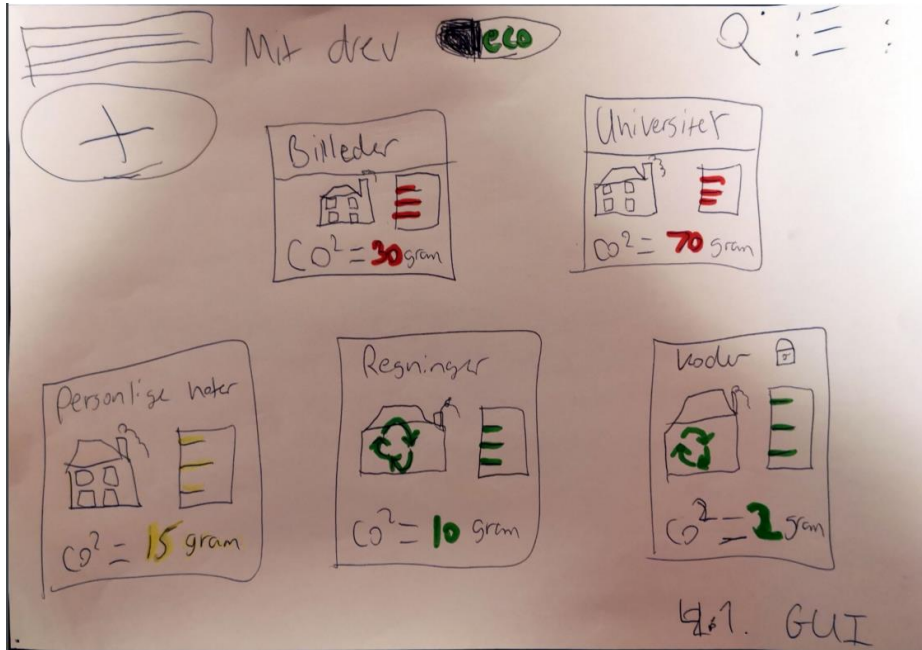 Mit drev eco
Billeder
CO² = 30 gram
Universitet
CO² = 70 gram
Personlige noter
CO² = 15 gram
Regninger
CO² = 10 gram
Koder
CO² = 2 gram
4.1. GUI